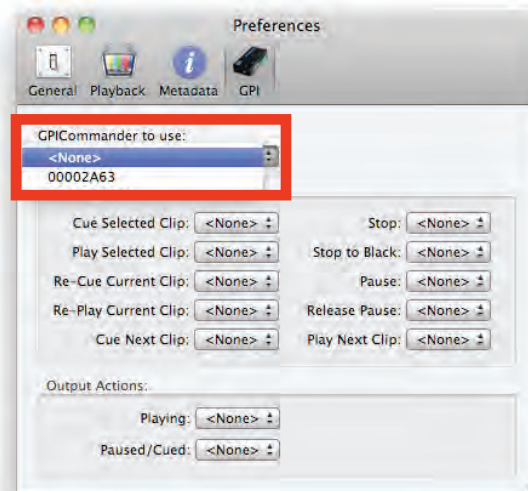 Preferences
General Playback Metadata GPI
GPICommander to use:
<None>
00002A63
Cue Selected Clip: <None> Stop: <None>
Play Selected Clip: <None> Stop to Black: <None>
Re-Cue Current Clip: <None> Pause: <None>
Re-Play Current Clip: <None> Release Pause: <None>
Cue Next Clip: <None> Play Next Clip: <None>
Output Actions:
Playing: <None>
Paused/Cued: <None>